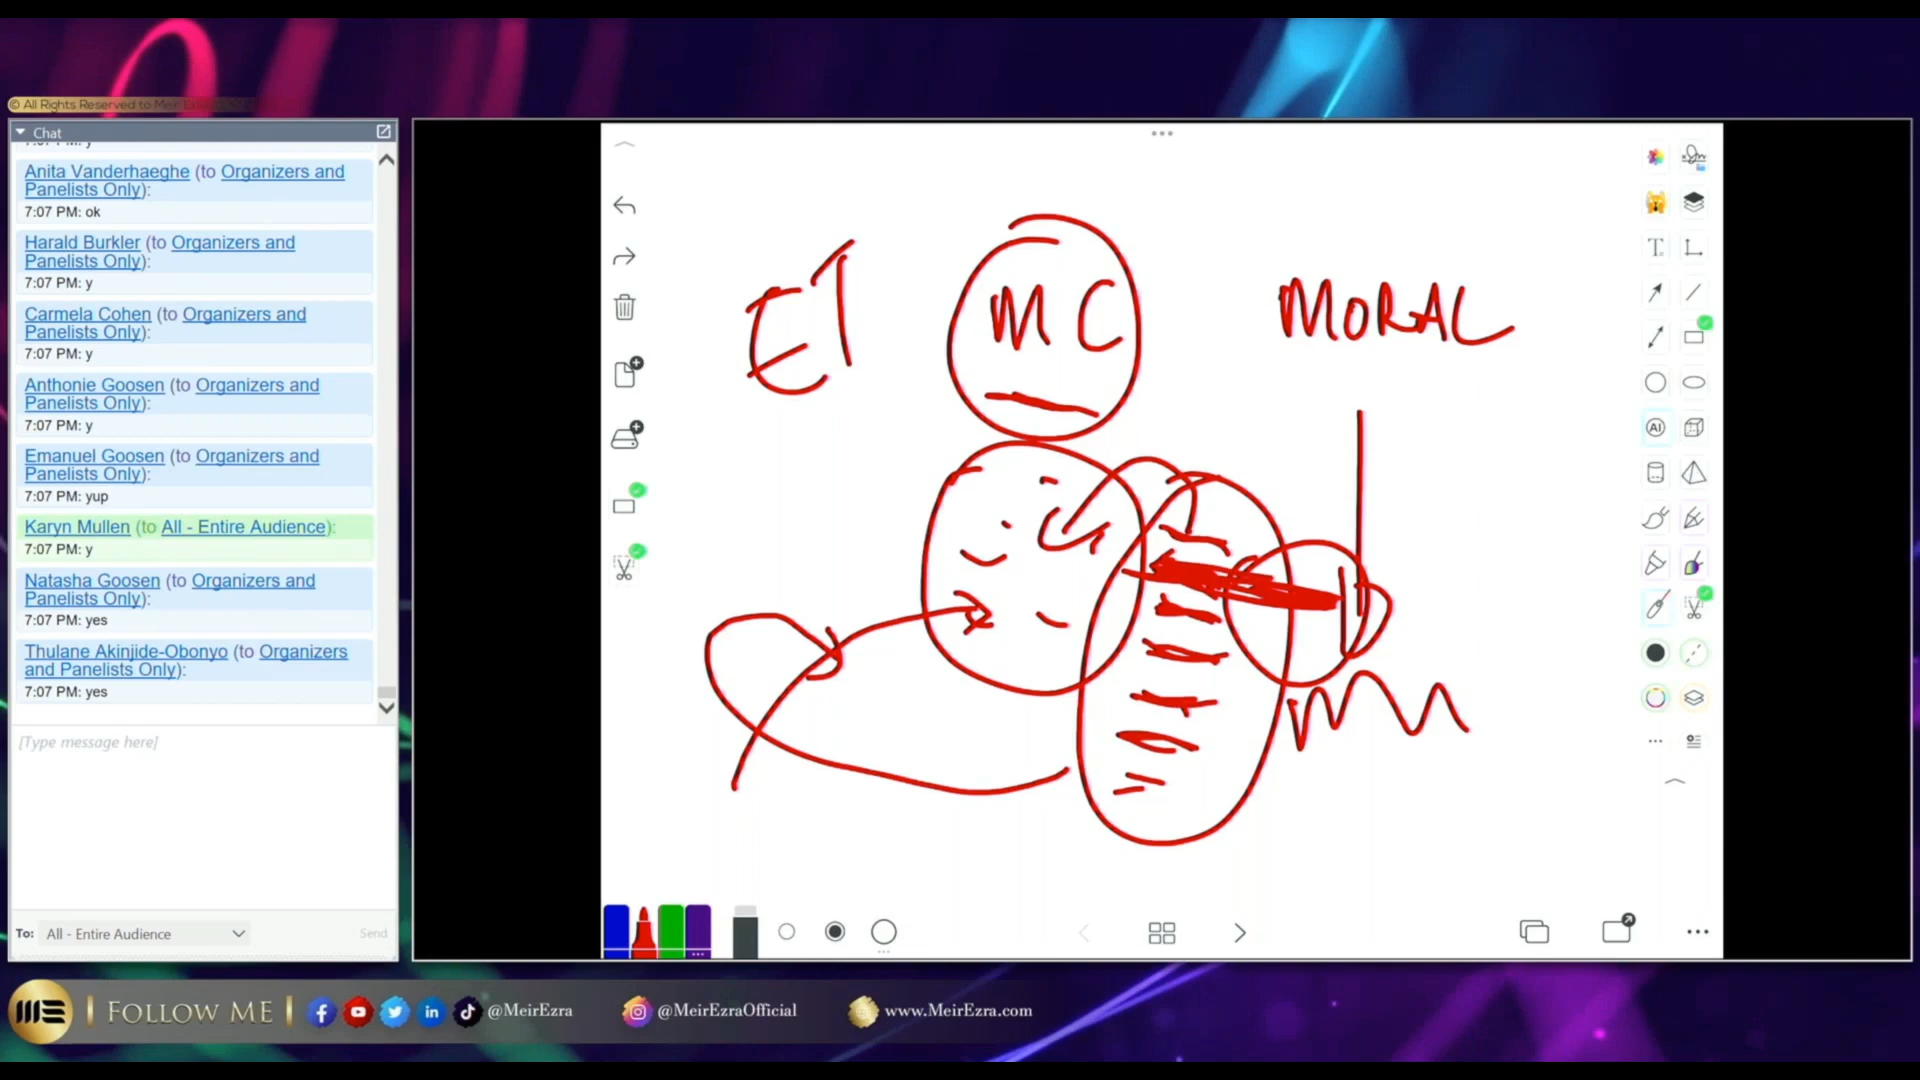 © All Rights Reserved to Meir
Chat
7:07 PM: y
Anita Vanderhaeghe (to Organizers and
Panelists Only):
7:07 PM: ok
Harald Burkler (to Organizers and
Panelists Only):
7:07 PM: y
Carmela Cohen (to Organizers and
Panelists Only):
7:07 PM: y
Anthonie Goosen (to Organizers and
Panelists Only):
7:07 PM: y
Emanuel Goosen (to Organizers and
Panelists Only):
7:07 PM: yup
Karyn Mullen (to All - Entire Audience):
7:07 PM: y
Natasha Goosen (to Organizers and
Panelists Only):
7:07 PM: yes
Thulane Akinjide-Obonyo (to Organizers
and Panelists Only):
7:07 PM: yes
[Type message here]
To: All - Entire Audience
Send
ET
MC
MORAL
T
AI
ME FOLLOW ME @MeirEzra @MeirEzraOfficial www.MeirEzra.com